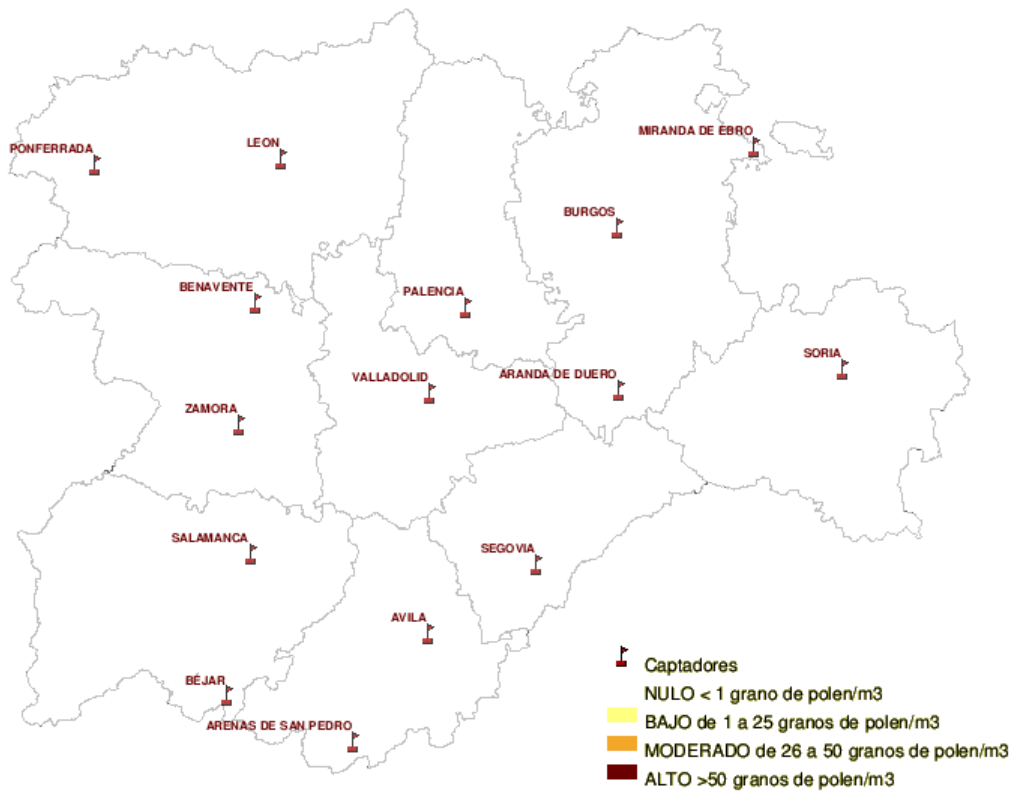 MIRANDA DE EBRO
PONFERRADA
LEON
BURGOS
BENAVENTE
PALENCIA
SORIA
VALLADOLID
ARANDA DE DUERO
ZAMORA
SALAMANCA
SEGOVIA
AVILA
BÉJAR
ARENAS DE SAN PEDRO
Captadores
NULO < 1 grano de polen/m3
BAJO de 1 a 25 granos de polen/m3
MODERADO de 26 a 50 granos de polen/m3
ALTO >50 granos de polen/m3